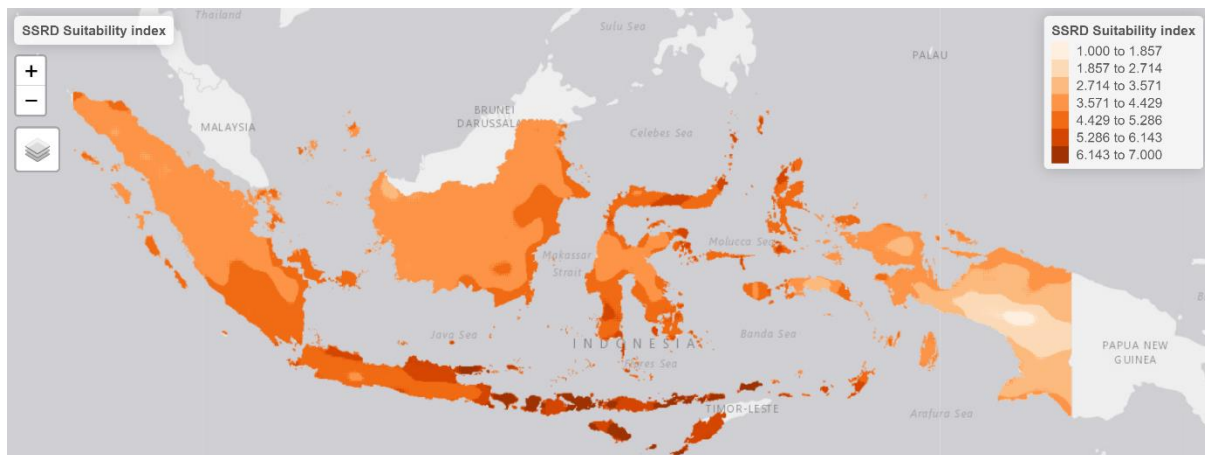 SSRD Suitability index
+
−
Thailand
Sulu Sea
PALAU
MALAYSIA
BRUNEI
DARUSSALA
Celebes Sea
Makassar
Strait
Molucca Sea
Java Sea
INDONESIA
Flores Sea
Banda Sea
TIMOR-LESTE
Arafura Sea
PAPUA NEW
GUINEA
SSRD Suitability index
1.000 to 1.857
1.857 to 2.714
2.714 to 3.571
3.571 to 4.429
4.429 to 5.286
5.286 to 6.143
6.143 to 7.000